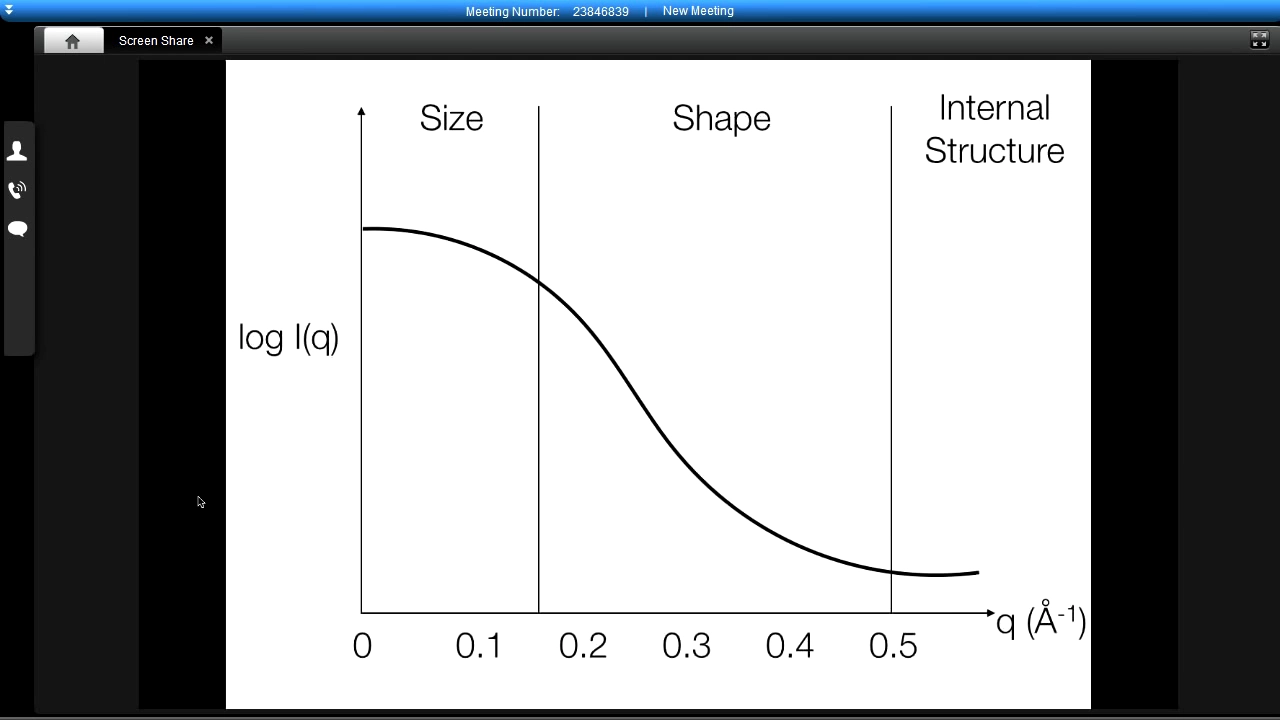 Meeting Number: 23846839 | New Meeting
Screen Share
Size
Shape
Internal
Structure
log I(q)
q (Å⁻¹)
0 0.1 0.2 0.3 0.4 0.5